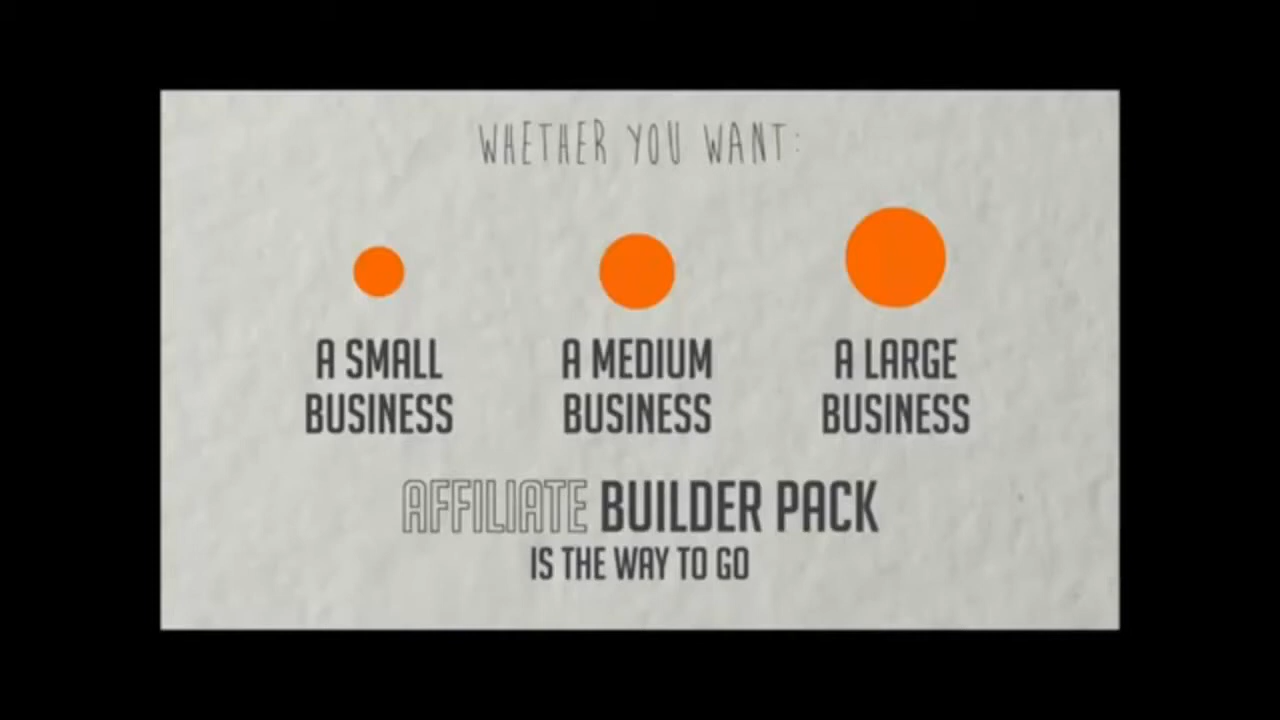 WHETHER YOU WANT:
A SMALL
BUSINESS
A MEDIUM
BUSINESS
A LARGE
BUSINESS
AFFILIATE BUILDER PACK
IS THE WAY TO GO